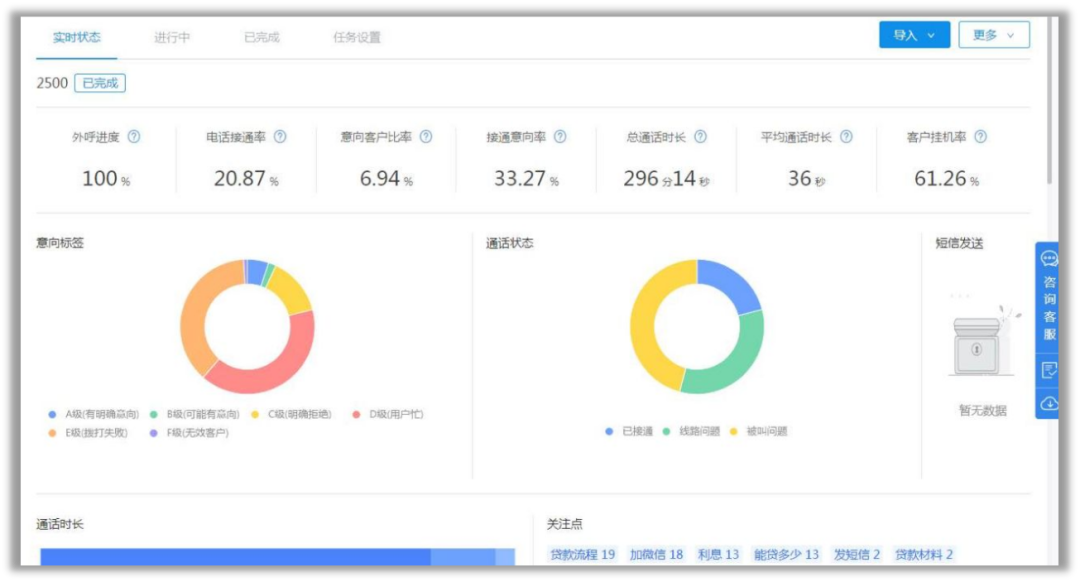 实时状态 进行中 已完成 任务设置 导入 更多
2500 已完成
外呼进度 电话接通率 意向客户比率 接通意向率 总通话时长 平均通话时长 客户挂机率
100 % 20.87 % 6.94 % 33.27 % 296 分 14 秒 36 秒 61.26 %
意向标签 通话状态 短信发送
咨询客服
暂无数据
A级(有明确意向) B级(可能有意向) C级(明确拒绝) D级(用户忙)
E级(拨打失败) F级(无效客户)
已接通 线路问题 被叫问题
通话时长 关注点
贷款流程 19 加微信 18 利息 13 能贷多少 13 发短信 2 贷款材料 2